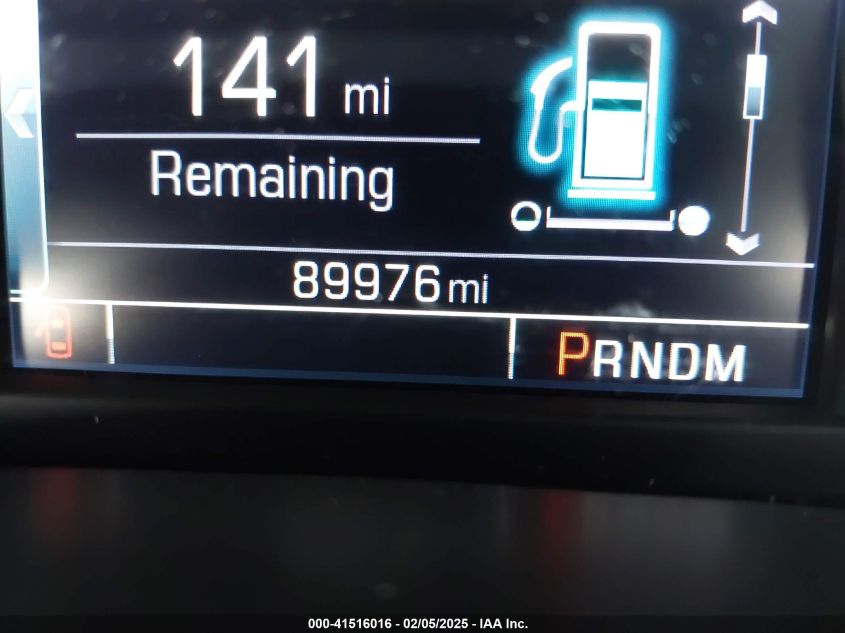 141 mi
Remaining
89976 mi
PRNDM
000-41516016 - 02/05/2025 - IAA Inc.